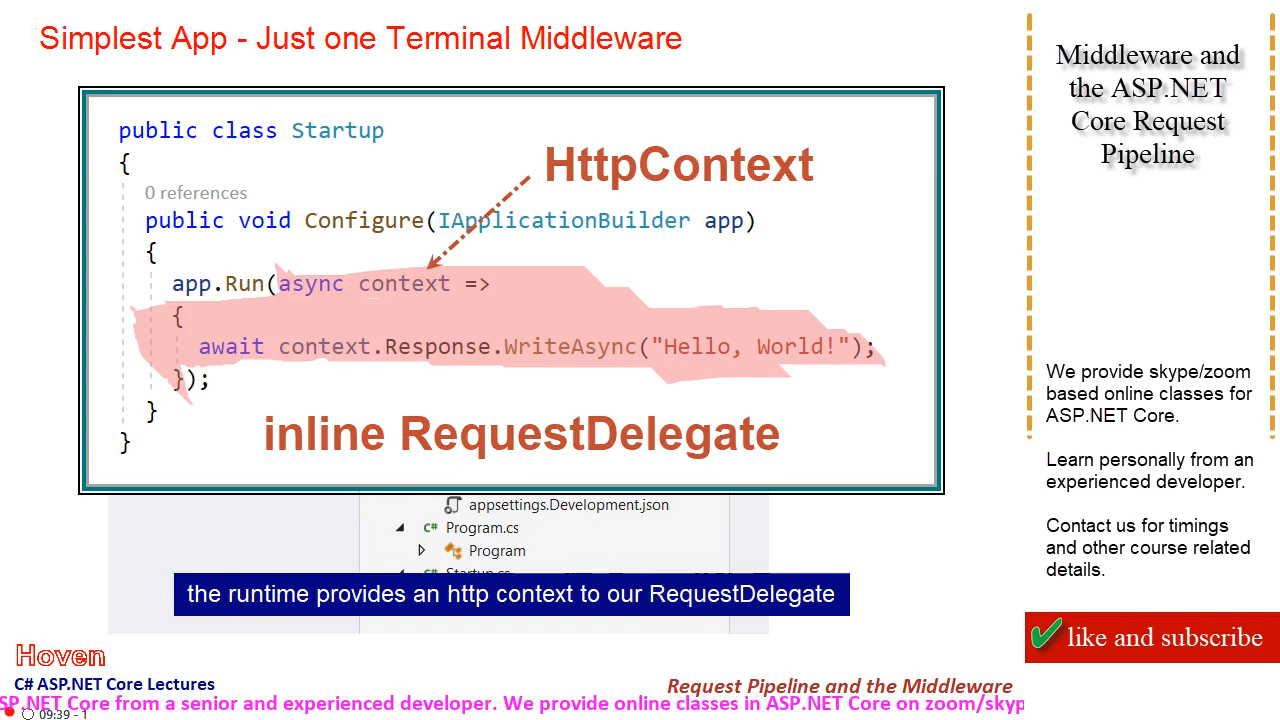 Simplest App - Just one Terminal Middleware
public class Startup
{
0 references
public void Configure(IApplicationBuilder app)
{
app.Run(async context =>
{
await context.Response.WriteAsync("Hello, World!");
});
}
}
HttpContext
inline RequestDelegate
appsettings.Development.json
C# Program.cs
Program
Startup.cs
the runtime provides an http context to our RequestDelegate
Hoven
C# ASP.NET Core Lectures
Request Pipeline and the Middleware
SP.NET Core from a senior and experienced developer. We provide online classes in ASP.NET Core on zoom/skyp
09:39 - 1
Middleware and
the ASP.NET
Core Request
Pipeline
We provide skype/zoom
based online classes for
ASP.NET Core.
Learn personally from an
experienced developer.
Contact us for timings
and other course related
details.
like and subscribe